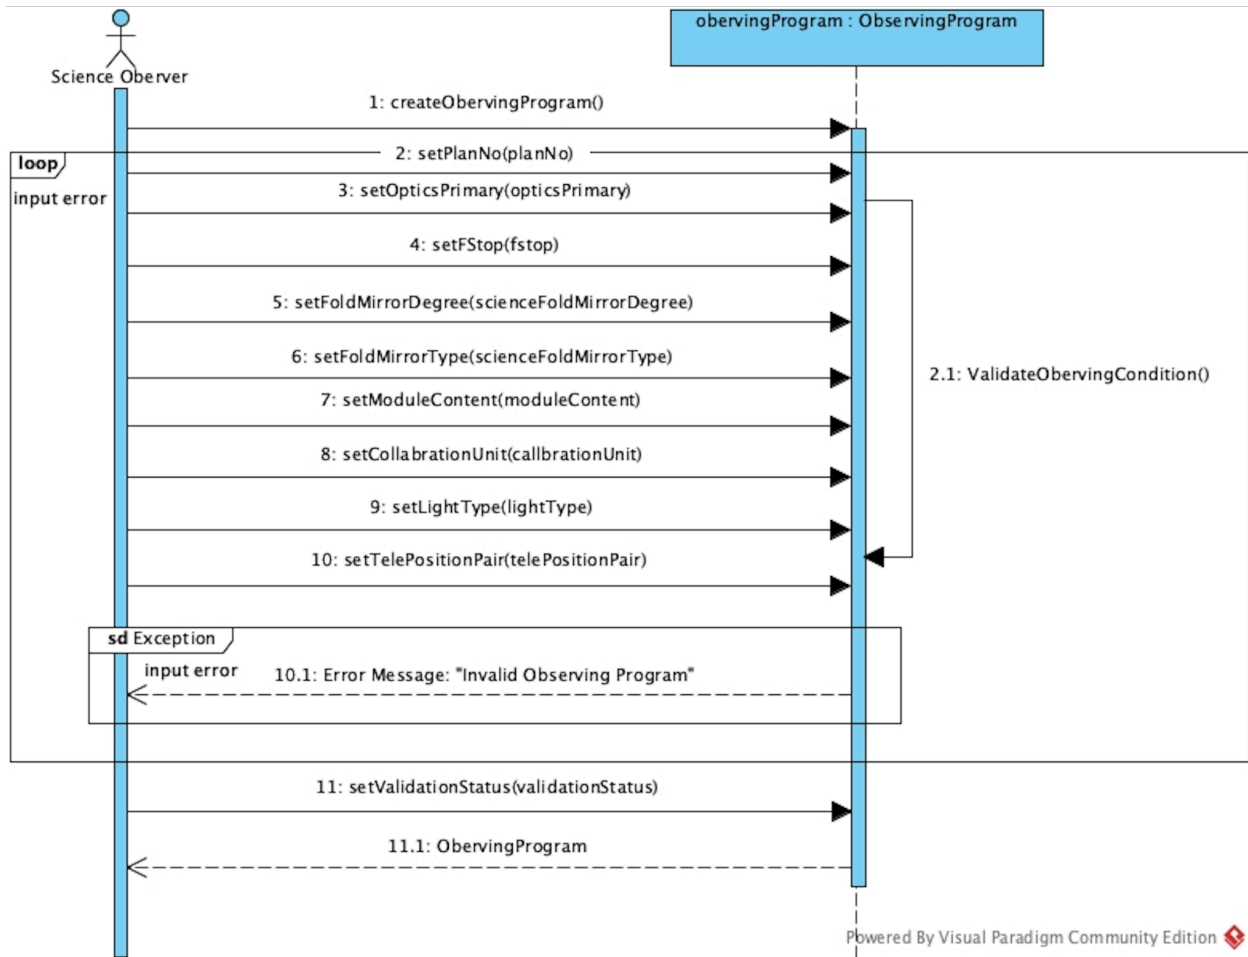 obervingProgram : ObservingProgram
Science Oberver
1: createObervingProgram()
loop
2: setPlanNo(planNo)
input error
3: setOpticsPrimary(opticsPrimary)
4: setFStop(fstop)
5: setFoldMirrorDegree(scienceFoldMirrorDegree)
6: setFoldMirrorType(scienceFoldMirrorType)
2.1: ValidateObervingCondition()
7: setModuleContent(moduleContent)
8: setCollabrationUnit(callbrationUnit)
9: setLightType(lightType)
10: setTelePositionPair(telePositionPair)
sd Exception
input error
10.1: Error Message: "Invalid Observing Program"
11: setValidationStatus(validationStatus)
11.1: ObervingProgram
Powered By Visual Paradigm Community Edition